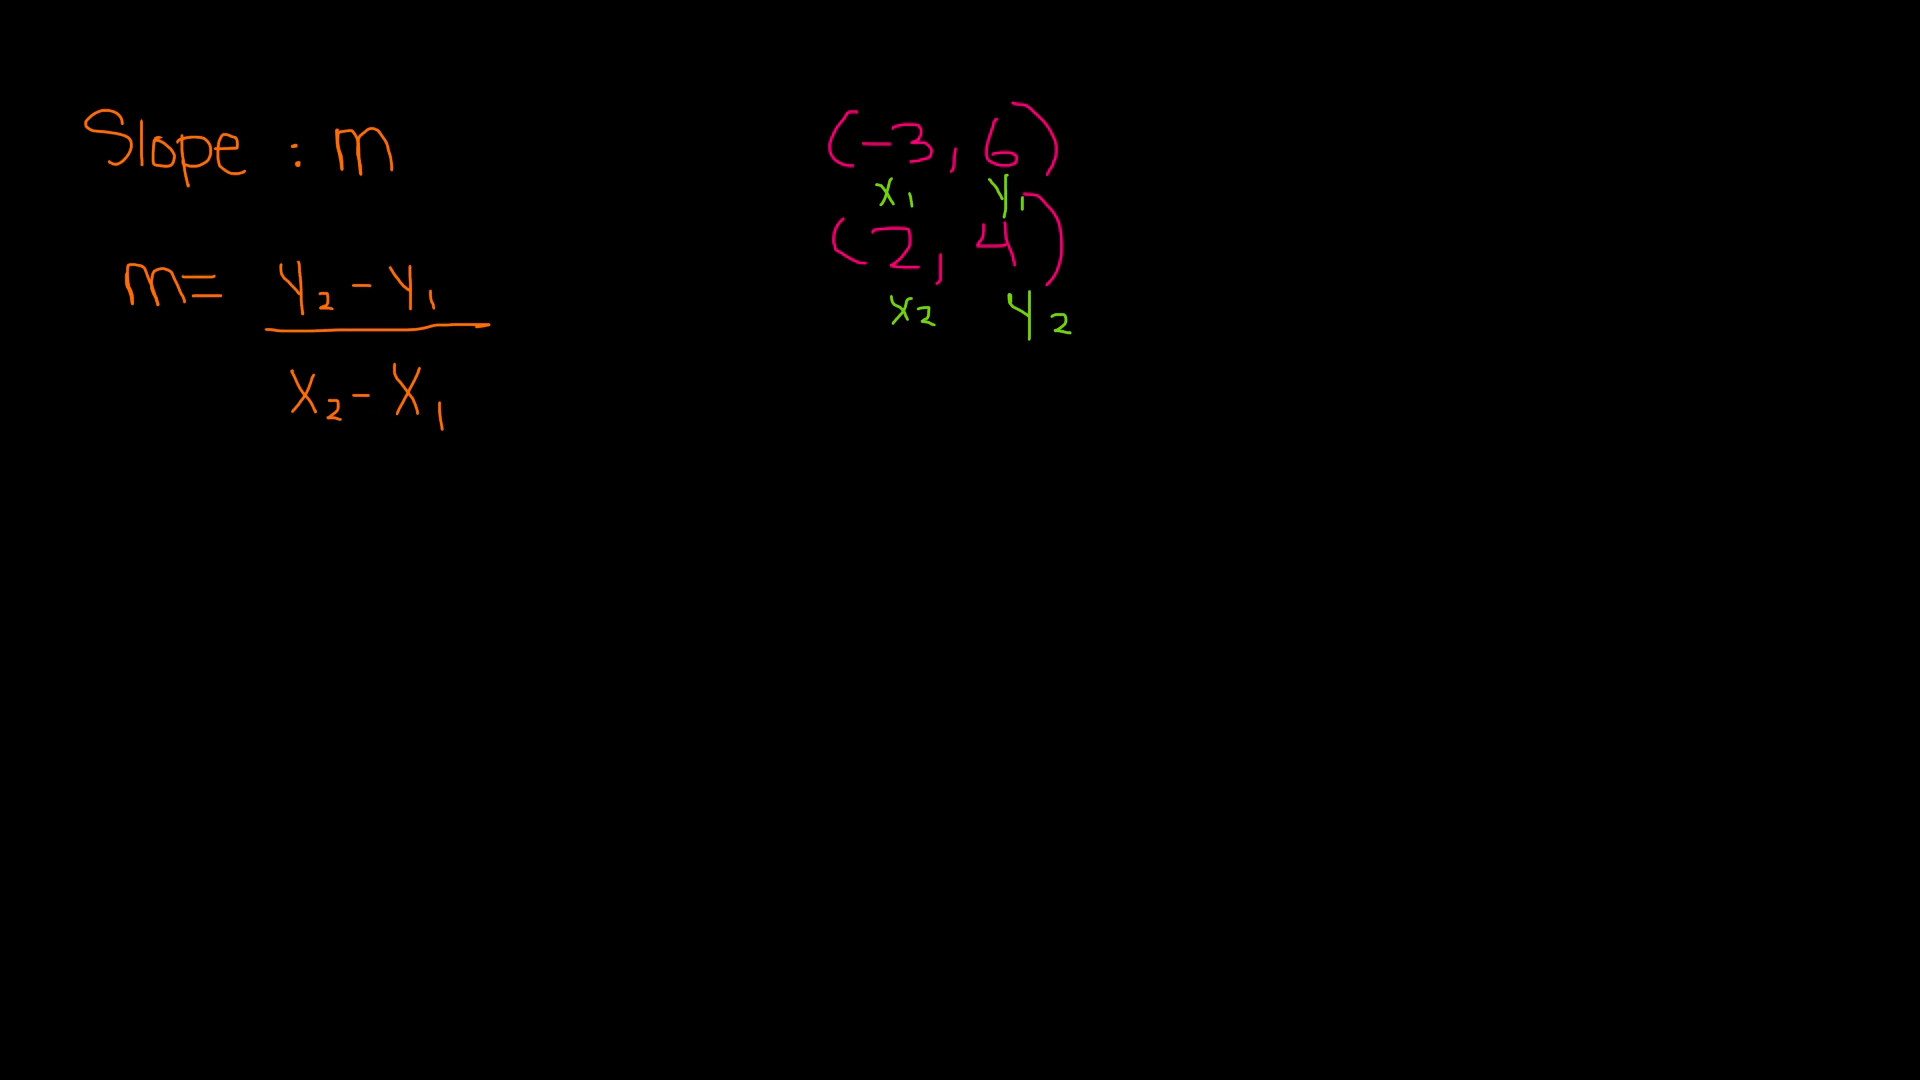 Slope : m
m = y₂ - y₁
x₂ - x₁
(-3, 6)
x₁ y₁
(2, 4)
x₂ y₂